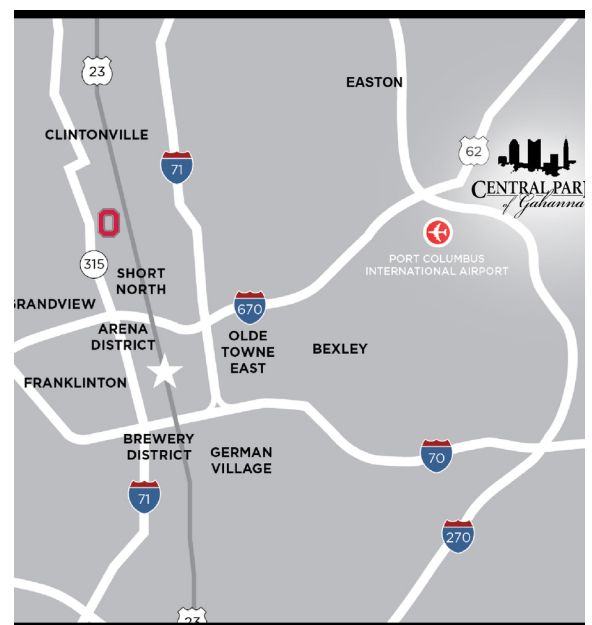 23
EASTON
CLINTONVILLE
62
71
CENTRAL PAR
of Gahanna
O
PORT COLUMBUS
INTERNATIONAL AIRPORT
315
SHORT
NORTH
RANDVIEW
670
ARENA
DISTRICT
OLDE
TOWNE
EAST
BEXLEY
FRANKLINTON
BREWERY
DISTRICT
GERMAN
VILLAGE
70
71
270
23